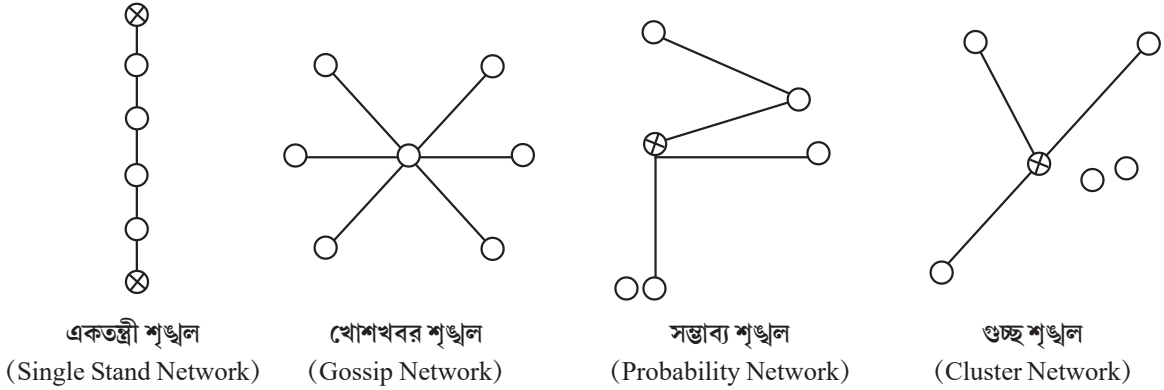 একতন্ত্রী শৃঙ্খল
(Single Stand Network)
খোশখবর শৃঙ্খল
(Gossip Network)
সম্ভাব্য শৃঙ্খল
(Probability Network)
গুচ্ছ শৃঙ্খল
(Cluster Network)